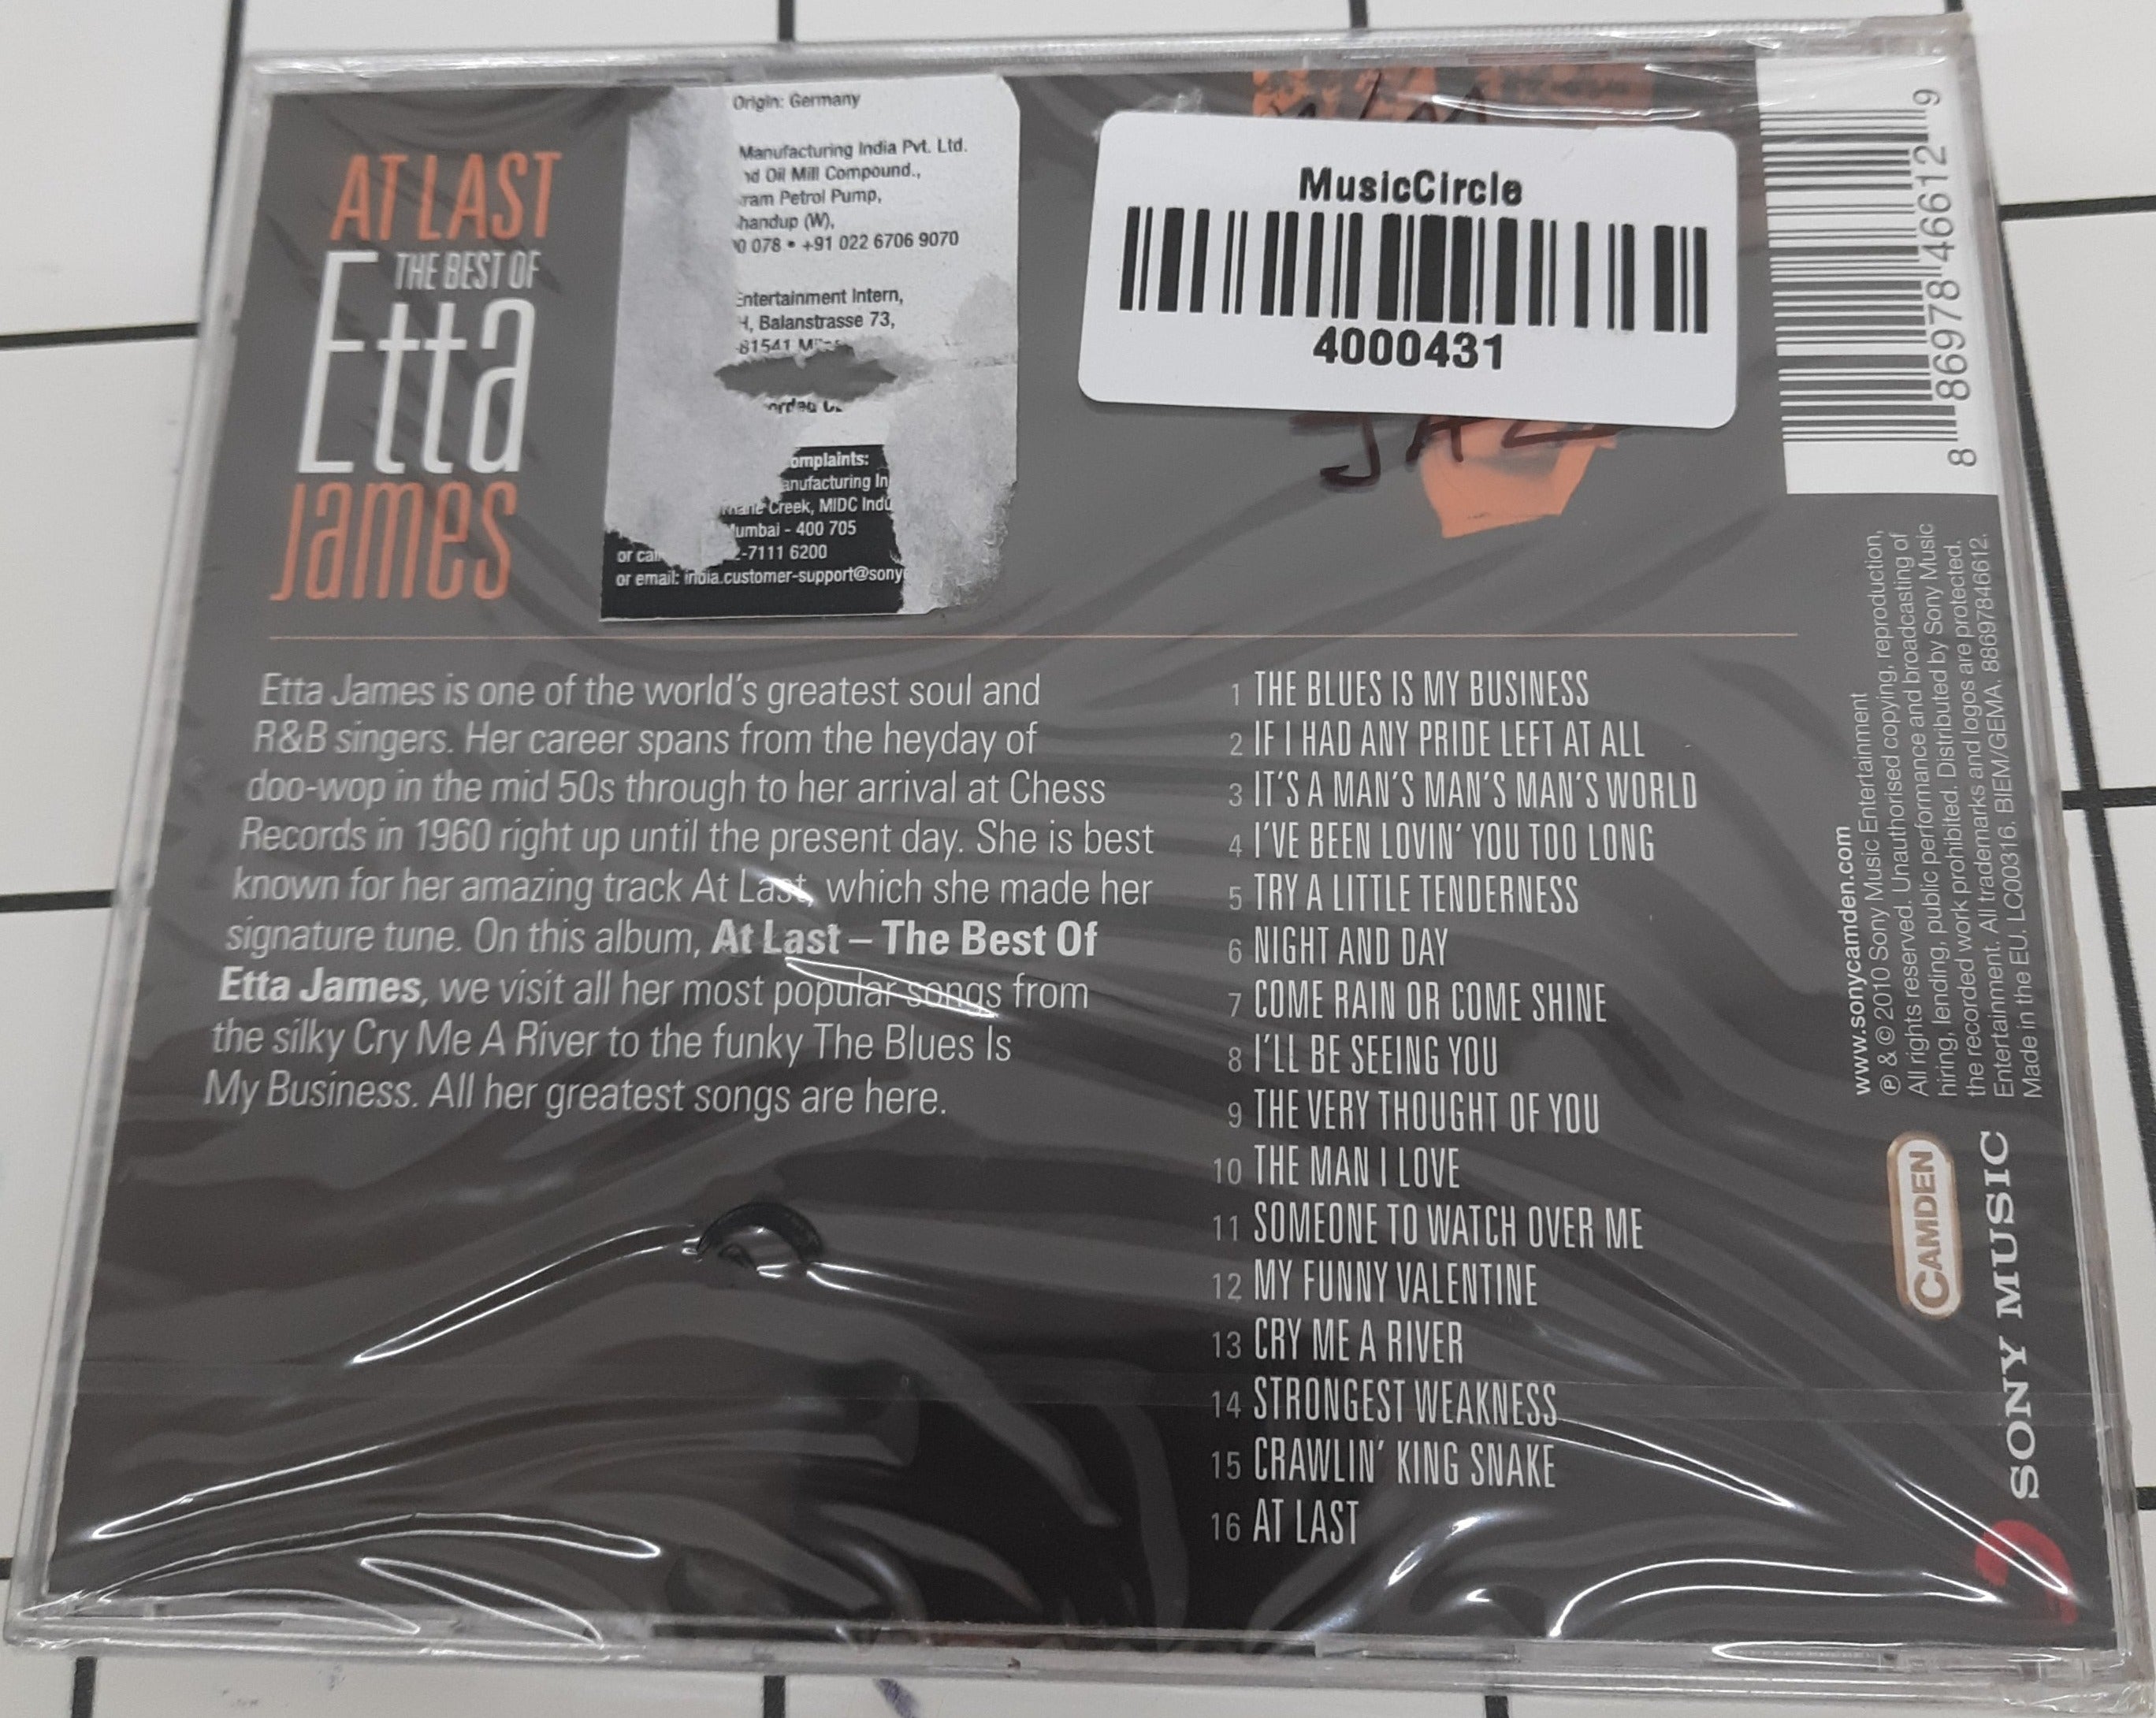 AT LAST
THE BEST OF
Etta
James
Origin: Germany
Manufacturing India Pvt. Ltd.
Oil Mill Compound.,
Petrol Pump,
(W),
078 • +91 022 6706 9070
Intern,
Balanstrasse 73,
81541
MusicCircle
4000431
8 86978 46612 9
omplaints:
anufacturing In
Creek, MIDC Indu
umbai - 400 705
-7111 6200
or email: india.customer-support@sony
Etta James is one of the world's greatest soul and
R&B singers. Her career spans from the heyday of
doo-wop in the mid 50s through to her arrival at Chess
Records in 1960 right up until the present day. She is best
known for her amazing track At Last, which she made her
signature tune. On this album, At Last – The Best Of
Etta James, we visit all her most popular songs from
the silky Cry Me A River to the funky The Blues Is
My Business. All her greatest songs are here.
1 THE BLUES IS MY BUSINESS
2 IF I HAD ANY PRIDE LEFT AT ALL
3 IT'S A MAN'S MAN'S MAN'S WORLD
4 I'VE BEEN LOVIN' YOU TOO LONG
5 TRY A LITTLE TENDERNESS
6 NIGHT AND DAY
7 COME RAIN OR COME SHINE
8 I'LL BE SEEING YOU
9 THE VERY THOUGHT OF YOU
10 THE MAN I LOVE
11 SOMEONE TO WATCH OVER ME
12 MY FUNNY VALENTINE
13 CRY ME A RIVER
14 STRONGEST WEAKNESS
15 CRAWLIN' KING SNAKE
16 AT LAST
www.sonycamden.com
℗ & © 2010 Sony Music Entertainment
All rights reserved. Unauthorised copying, reproduction,
hiring, lending, public performance and broadcasting of
the recorded work prohibited. Distributed by Sony Music
Entertainment. All trademarks and logos are protected.
Made in the EU. LC00316. BIEM/GEMA. 88697846612.
CAMDEN
SONY MUSIC